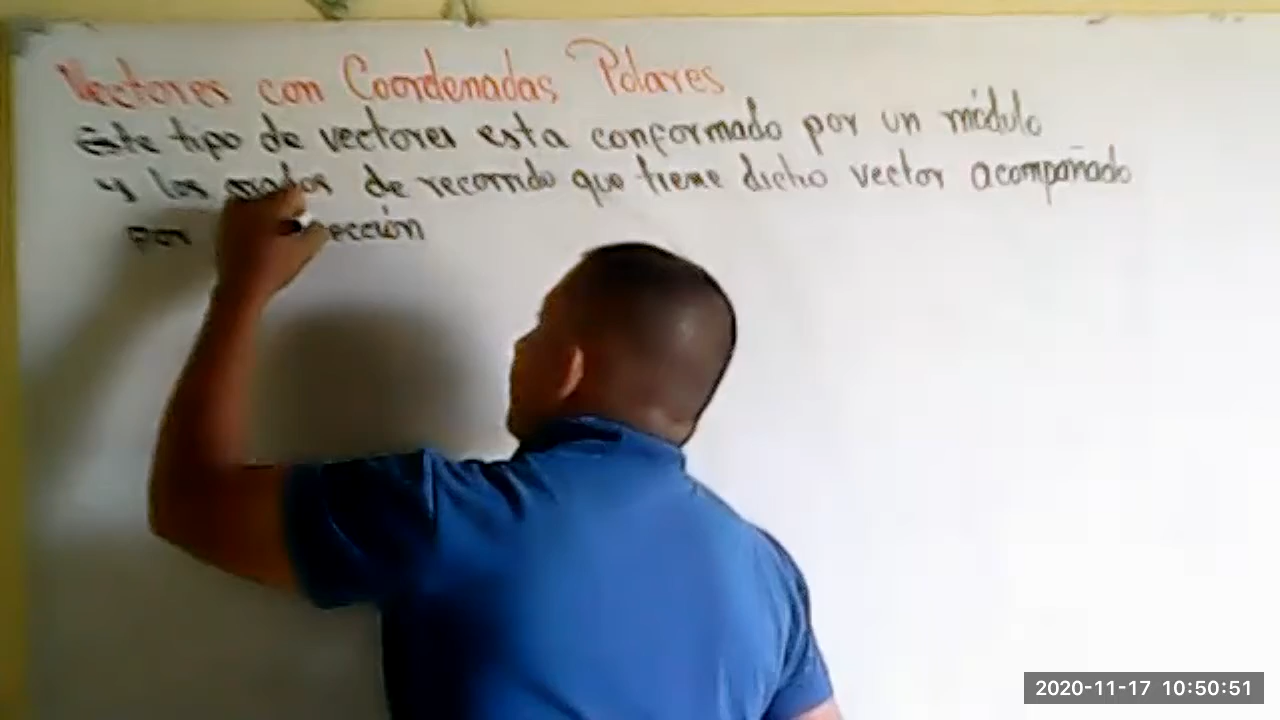 Vectores con Coordenadas Polares
Este tipo de vectores esta conformado por un módulo
y los grados de recorrido que tiene dicho vector acompañado
por ección
2020-11-17 10:50:51